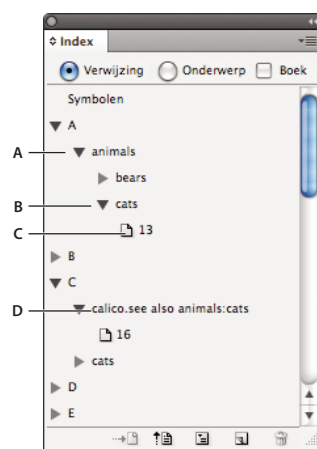 Index
Verwijzing Onderwerp Boek
Symbolen
A
A animals
bears
B cats
C 13
B
C
D calico.see also animals:cats
16
cats
D
E